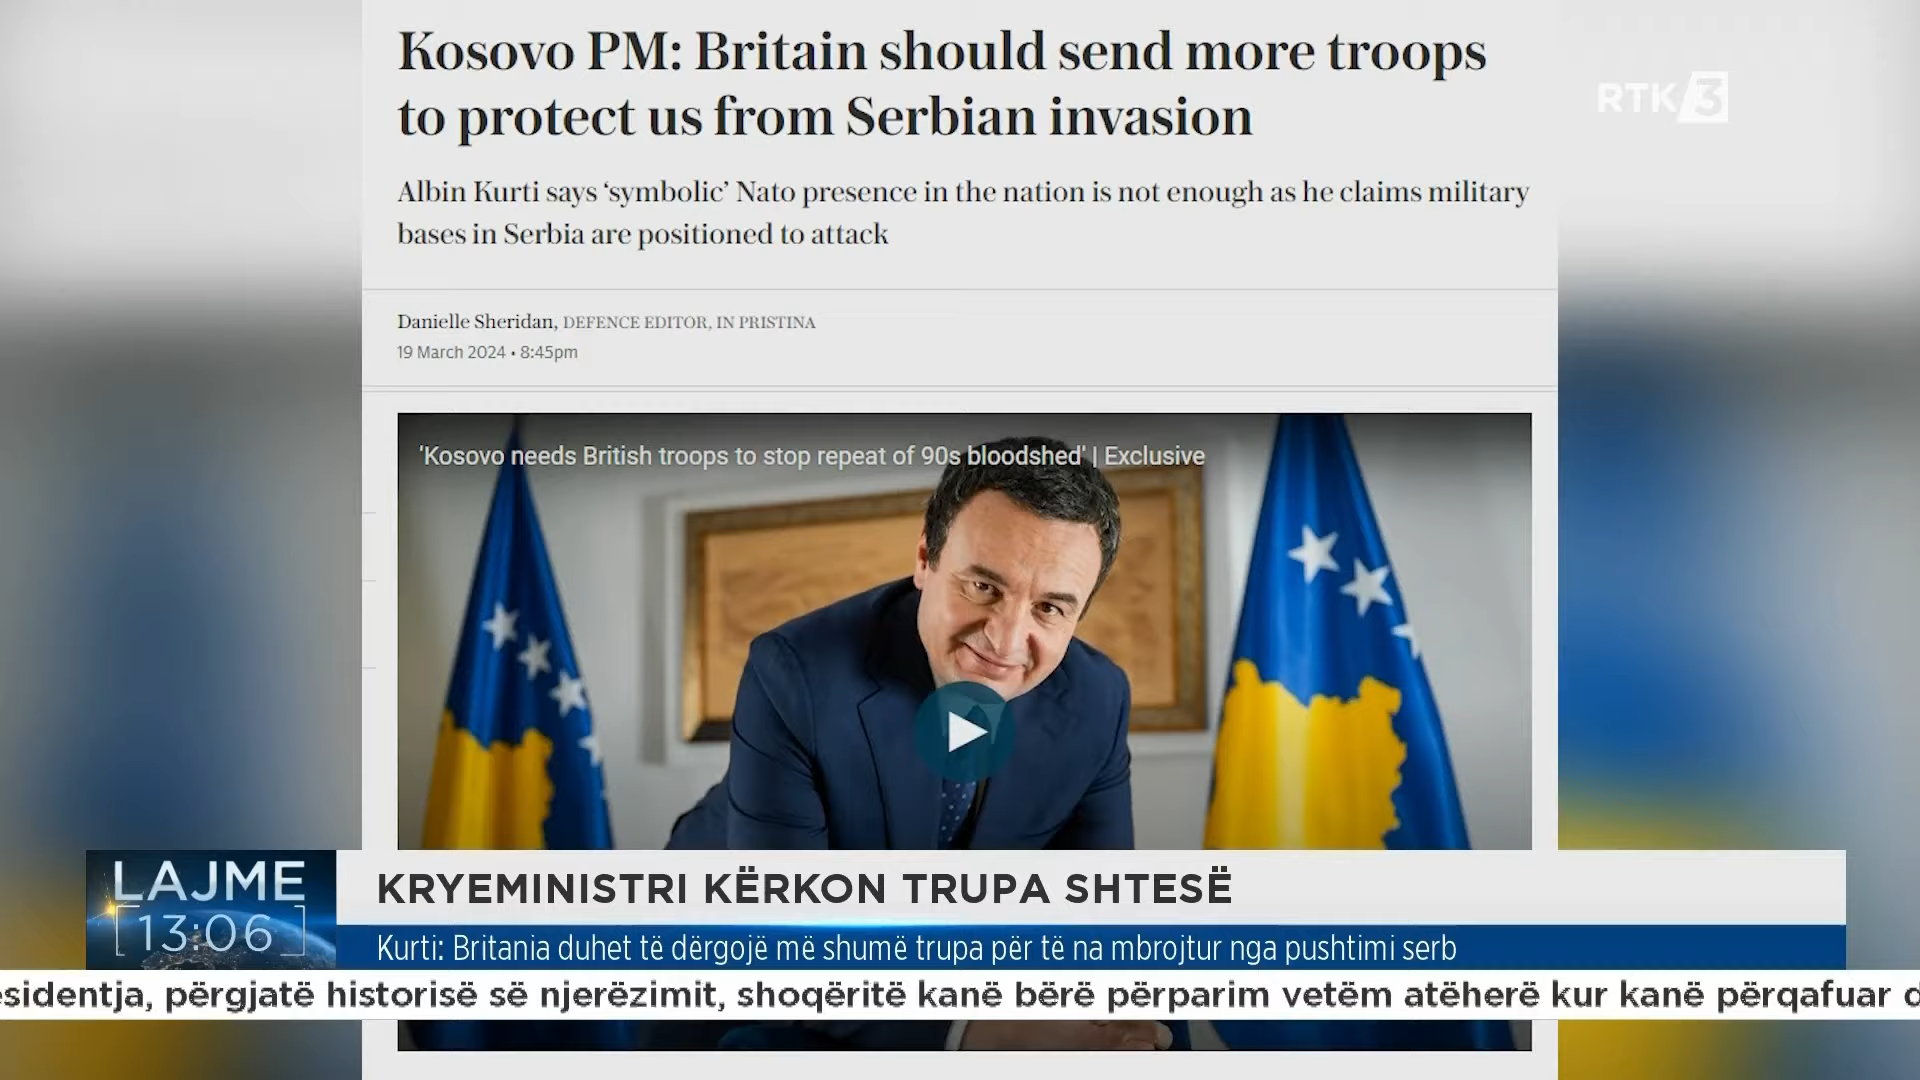 Kosovo PM: Britain should send more troops
to protect us from Serbian invasion
RTK 3
Albin Kurti says ‘symbolic’ Nato presence in the nation is not enough as he claims military
bases in Serbia are positioned to attack
Danielle Sheridan, DEFENCE EDITOR, IN PRISTINA
19 March 2024 • 8:45pm
'Kosovo needs British troops to stop repeat of 90s bloodshed' | Exclusive
LAJME
13:06
KRYEMINISTRI KËRKON TRUPA SHTESË
Kurti: Britania duhet të dërgojë më shumë trupa për të na mbrojtur nga pushtimi serb
esidentja, përgjatë historisë së njerëzimit, shoqëritë kanë bërë përparim vetëm atëherë kur kanë përqafuar